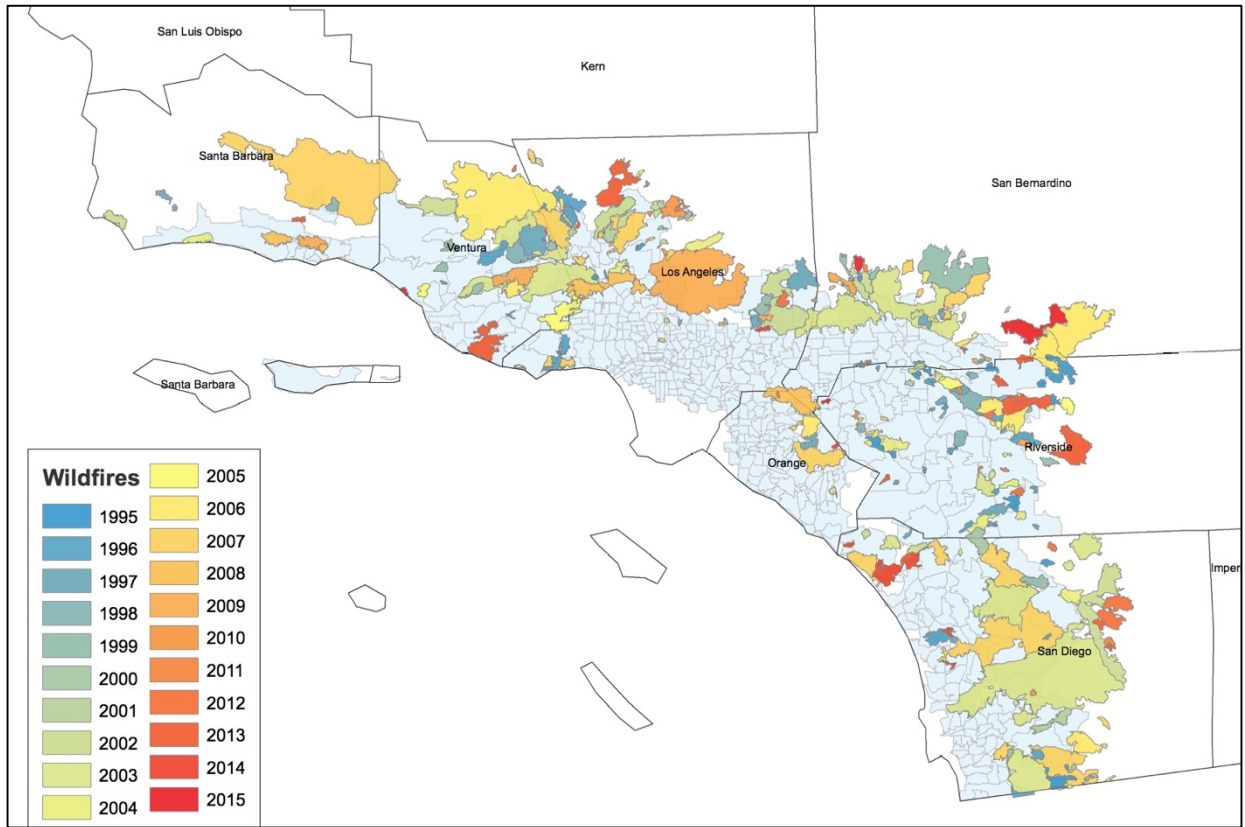 San Luis Obispo
Kern
Santa Barbara
San Bernardino
Ventura
Los Angeles
Santa Barbara
Orange
Riverside
Imper
San Diego
Wildfires
1995
1996
1997
1998
1999
2000
2001
2002
2003
2004
2005
2006
2007
2008
2009
2010
2011
2012
2013
2014
2015